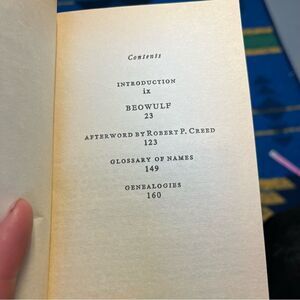 Contents
INTRODUCTION
ix
BEOWULF
23
AFTERWORD BY ROBERT P. CREED
123
GLOSSARY OF NAMES
149
GENEALOGIES
160